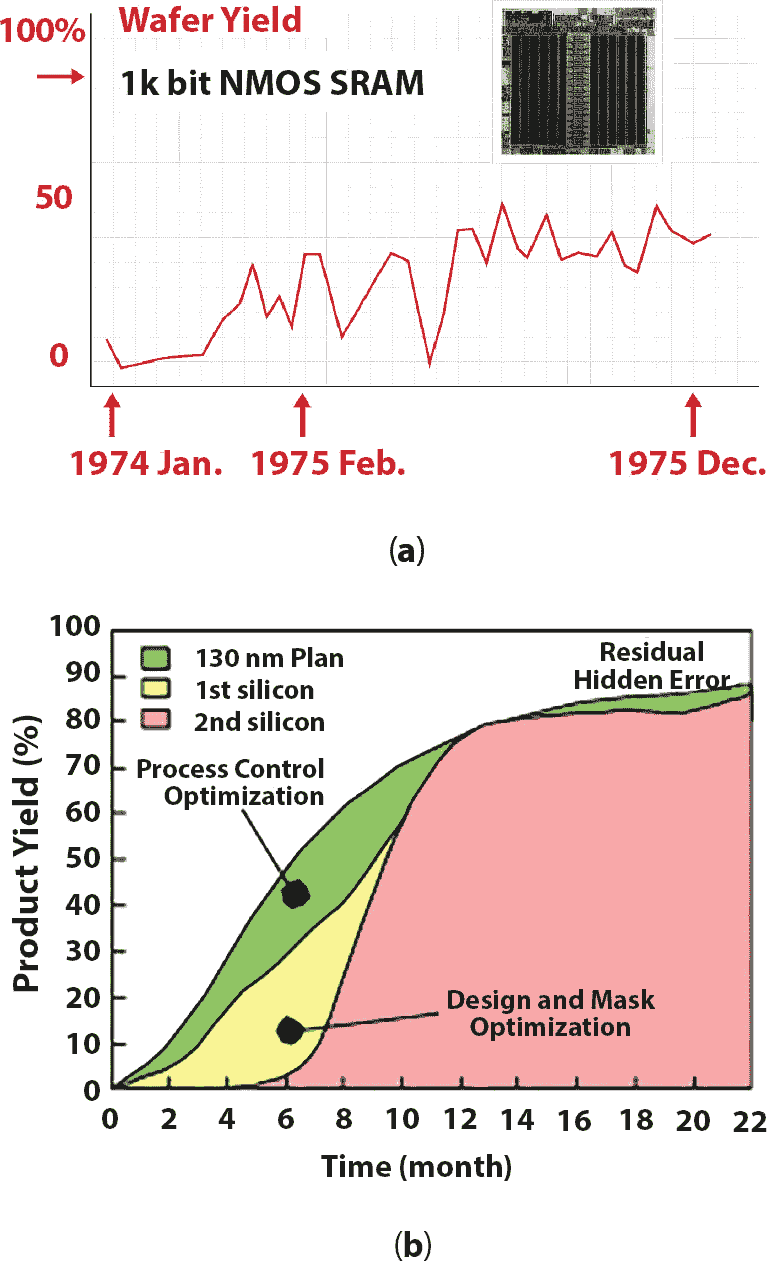 100%
Wafer Yield
1k bit NMOS SRAM
50
0
1974 Jan.
1975 Feb.
1975 Dec.
(a)
100
90
80
70
60
50
40
30
20
10
0
Product Yield (%)
130 nm Plan
1st silicon
2nd silicon
Residual
Hidden Error
Process Control
Optimization
Design and Mask
Optimization
0 2 4 6 8 10 12 14 16 18 20 22
Time (month)
(b)